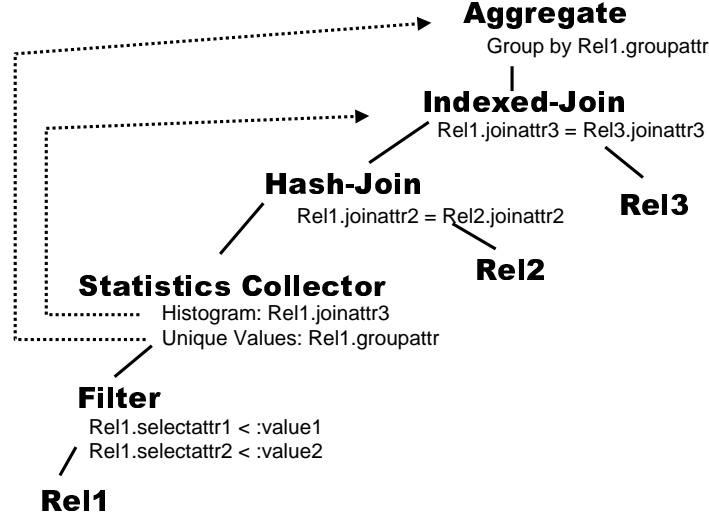 Aggregate
Group by Rel1.groupattr
Indexed-Join
Rel1.joinattr3 = Rel3.joinattr3
Hash-Join
Rel3
Rel1.joinattr2 = Rel2.joinattr2
Rel2
Statistics Collector
Histogram: Rel1.joinattr3
Unique Values: Rel1.groupattr
Filter
Rel1.selectattr1 < :value1
Rel1.selectattr2 < :value2
Rel1